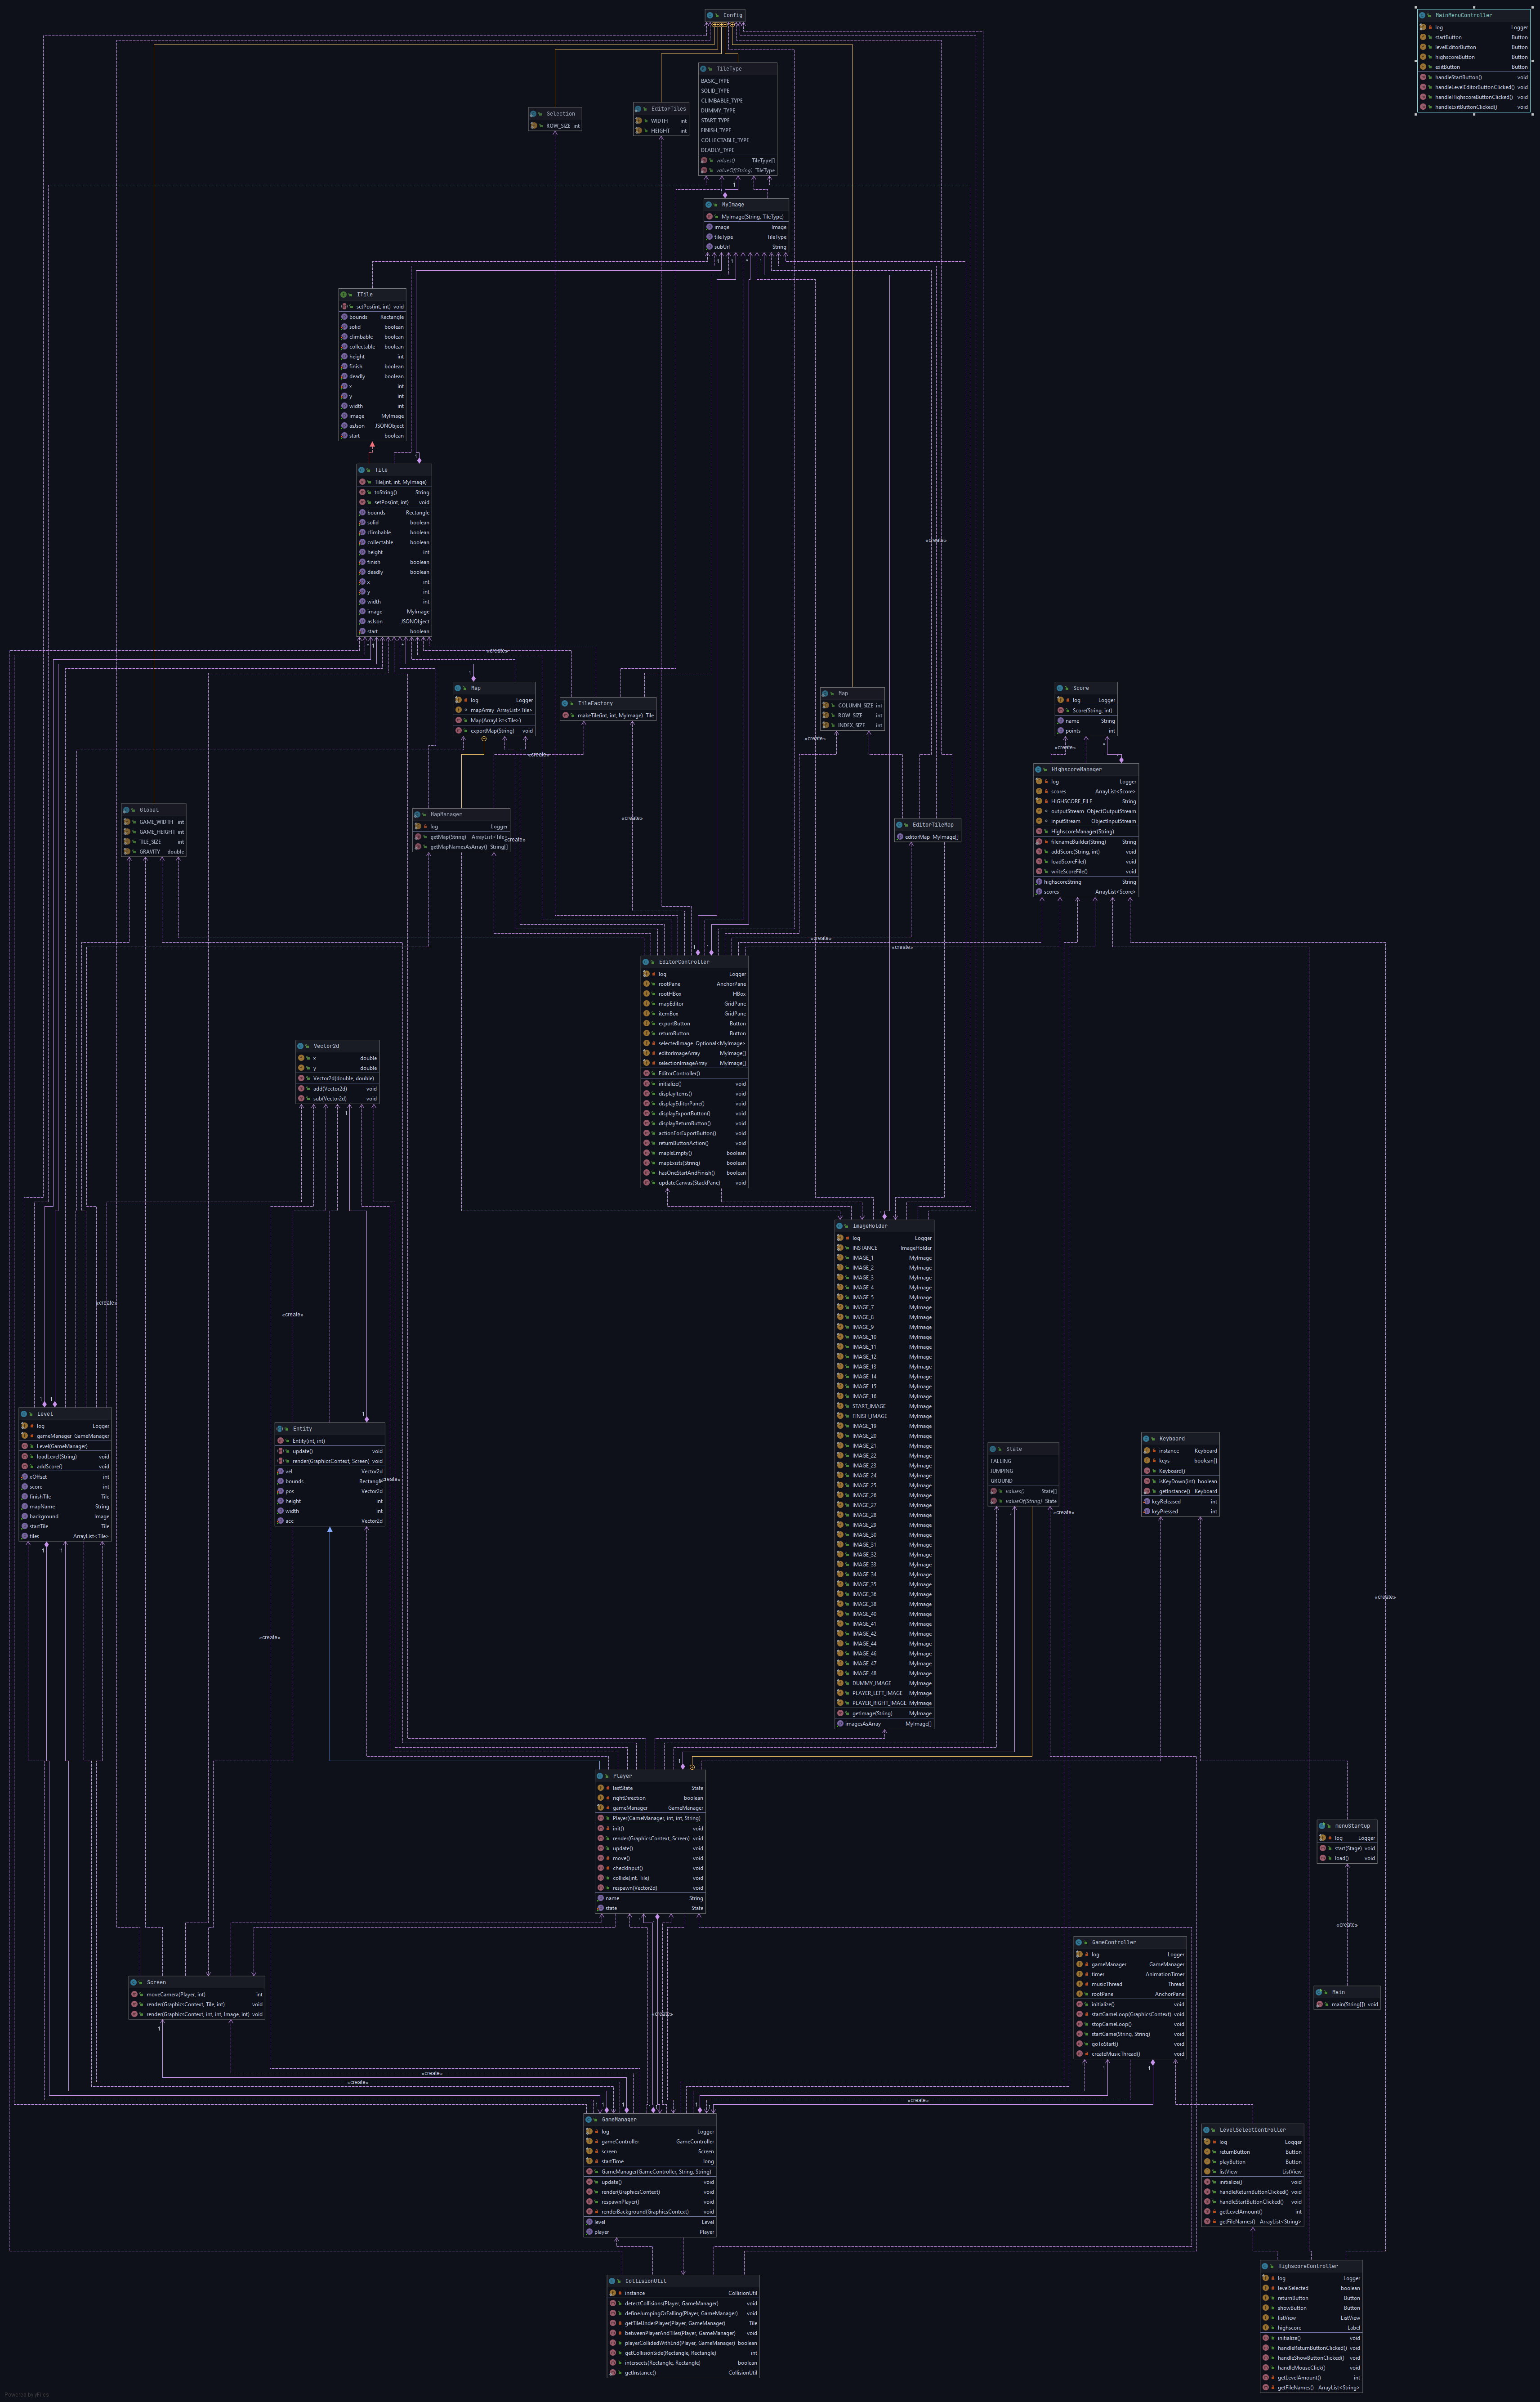 Config
MainMenuController
log Logger
startButton Button
levelEditorButton Button
highscoreButton Button
exitButton Button
handleStartButton() void
handleLevelEditorButtonClicked() void
handleHighscoreButtonClicked() void
handleExitButtonClicked() void
TileType
BASIC_TYPE
SOLID_TYPE
CLIMBABLE_TYPE
DUMMY_TYPE
START_TYPE
FINISH_TYPE
COLLECTABLE_TYPE
DEADLY_TYPE
values() TileType[]
valueOf(String) TileType
Selection
ROW_SIZE int
EditorTiles
WIDTH int
HEIGHT int
MyImage
MyImage(String, TileType)
image Image
tileType TileType
subUrl String
ITile
setPos(int, int) void
bounds Rectangle
solid boolean
climbable boolean
collectable boolean
height int
finish boolean
deadly boolean
x int
y int
width int
image MyImage
asJson JSONObject
start boolean
Tile
Tile(int, int, MyImage)
toString() String
setPos(int, int) void
bounds Rectangle
solid boolean
climbable boolean
collectable boolean
height int
finish boolean
deadly boolean
x int
y int
width int
image MyImage
asJson JSONObject
start boolean
«create»
«create»
Map
log Logger
mapArray ArrayList<Tile>
Map(ArrayList<Tile>)
exportMap(String) void
TileFactory
makeTile(int, int, MyImage) Tile
Map
COLUMN_SIZE int
ROW_SIZE int
INDEX_SIZE int
Score
log Logger
Score(String, int)
name String
points int
«create»
«create»
«create»
HighscoreManager
log Logger
scores ArrayList<Score>
HIGHSCORE_FILE String
outputStream ObjectOutputStream
inputStream ObjectInputStream
HighscoreManager(String)
filenameBuilder(String) String
addScore(String, int) void
loadScoreFile() void
writeScoreFile() void
highscoreString String
scores ArrayList<Score>
Global
GAME_WIDTH int
GAME_HEIGHT int
TILE_SIZE int
GRAVITY double
MapManager
log Logger
getMap(String) ArrayList<Tile>
getMapNamesAsArray() String[]
«create»
«create»
EditorTileMap
editorMap MyImage[]
«create»
«create»
EditorController
log Logger
rootPane AnchorPane
rootHBox HBox
mapEditor GridPane
itemBox GridPane
exportButton Button
returnButton Button
selectedImage Optional<MyImage>
editorImageArray MyImage[]
selectionImageArray MyImage[]
EditorController()
initialize() void
displayItems() void
displayEditorPane() void
displayExportButton() void
displayReturnButton() void
actionForExportButton() void
returnButtonAction() void
mapIsEmpty() boolean
mapExists(String) boolean
hasOneStartAndFinish() boolean
updateCanvas(StackPane) void
Vector2d
x double
y double
Vector2d(double, double)
add(Vector2d) void
sub(Vector2d) void
ImageHolder
log Logger
INSTANCE ImageHolder
IMAGE_1 MyImage
IMAGE_2 MyImage
IMAGE_3 MyImage
IMAGE_4 MyImage
IMAGE_5 MyImage
IMAGE_7 MyImage
IMAGE_8 MyImage
IMAGE_9 MyImage
IMAGE_10 MyImage
IMAGE_11 MyImage
IMAGE_12 MyImage
IMAGE_13 MyImage
IMAGE_14 MyImage
IMAGE_15 MyImage
IMAGE_16 MyImage
START_IMAGE MyImage
FINISH_IMAGE MyImage
IMAGE_19 MyImage
IMAGE_20 MyImage
IMAGE_21 MyImage
IMAGE_22 MyImage
IMAGE_23 MyImage
IMAGE_24 MyImage
IMAGE_25 MyImage
IMAGE_26 MyImage
IMAGE_27 MyImage
IMAGE_28 MyImage
IMAGE_29 MyImage
IMAGE_30 MyImage
IMAGE_31 MyImage
IMAGE_32 MyImage
IMAGE_33 MyImage
IMAGE_34 MyImage
IMAGE_35 MyImage
IMAGE_36 MyImage
IMAGE_38 MyImage
IMAGE_40 MyImage
IMAGE_41 MyImage
IMAGE_42 MyImage
IMAGE_44 MyImage
IMAGE_46 MyImage
IMAGE_47 MyImage
IMAGE_48 MyImage
DUMMY_IMAGE MyImage
PLAYER_LEFT_IMAGE MyImage
PLAYER_RIGHT_IMAGE MyImage
getImage(String) MyImage
imagesAsArray MyImage[]
«create»
«create»
Level
log Logger
gameManager GameManager
Level(GameManager)
loadLevel(String) void
addScore() void
xOffset int
score int
finishTile Tile
mapName String
background Image
startTile Tile
tiles ArrayList<Tile>
Entity
Entity(int, int)
update() void
render(GraphicsContext, Screen) void
vel Vector2d
bounds Rectangle
pos Vector2d
height int
width int
acc Vector2d
«create»
State
FALLING
JUMPING
GROUND
values() State[]
valueOf(String) State
«create»
Keyboard
instance Keyboard
keys boolean[]
Keyboard()
isKeyDown(int) boolean
getInstance() Keyboard
keyReleased int
keyPressed int
«create»
«create»
Player
lastState State
rightDirection boolean
gameManager GameManager
Player(GameManager, int, int, String)
init() void
render(GraphicsContext, Screen) void
update() void
move() void
checkInput() void
collide(int, Tile) void
respawn(Vector2d) void
name String
state State
menuStartup
log Logger
start(Stage) void
load() void
«create»
Main
main(String[]) void
Screen
moveCamera(Player, int) int
render(GraphicsContext, Tile, int) void
render(GraphicsContext, int, int, Image, int) void
GameController
log Logger
gameManager GameManager
timer AnimationTimer
musicThread Thread
rootPane AnchorPane
initialize() void
startGameLoop(GraphicsContext) void
stopGameLoop() void
startGame(String, String) void
goToStart() void
createMusicThread() void
«create»
«create»
«create»
«create»
GameManager
log Logger
gameController GameController
screen Screen
startTime long
GameManager(GameController, String, String)
update() void
render(GraphicsContext) void
respawnPlayer() void
renderBackground(GraphicsContext) void
level Level
player Player
LevelSelectController
log Logger
returnButton Button
playButton Button
listView ListView
initialize() void
handleReturnButtonClicked() void
handleStartButtonClicked() void
getLevelAmount() int
getFileNames() ArrayList<String>
CollisionUtil
instance CollisionUtil
detectCollisions(Player, GameManager) void
defineJumpingOrFalling(Player, GameManager) void
getTileUnderPlayer(Player, GameManager) Tile
betweenPlayerAndTiles(Player, GameManager) void
playerCollidedWithEnd(Player, GameManager) boolean
getCollisionSide(Rectangle, Rectangle) int
intersects(Rectangle, Rectangle) boolean
getInstance() CollisionUtil
HighscoreController
log Logger
levelSelected boolean
returnButton Button
showButton Button
listView ListView
highscore Label
initialize() void
handleReturnButtonClicked() void
handleShowButtonClicked() void
handleMouseClick() void
getLevelAmount() int
getFileNames() ArrayList<String>
Powered by yFiles